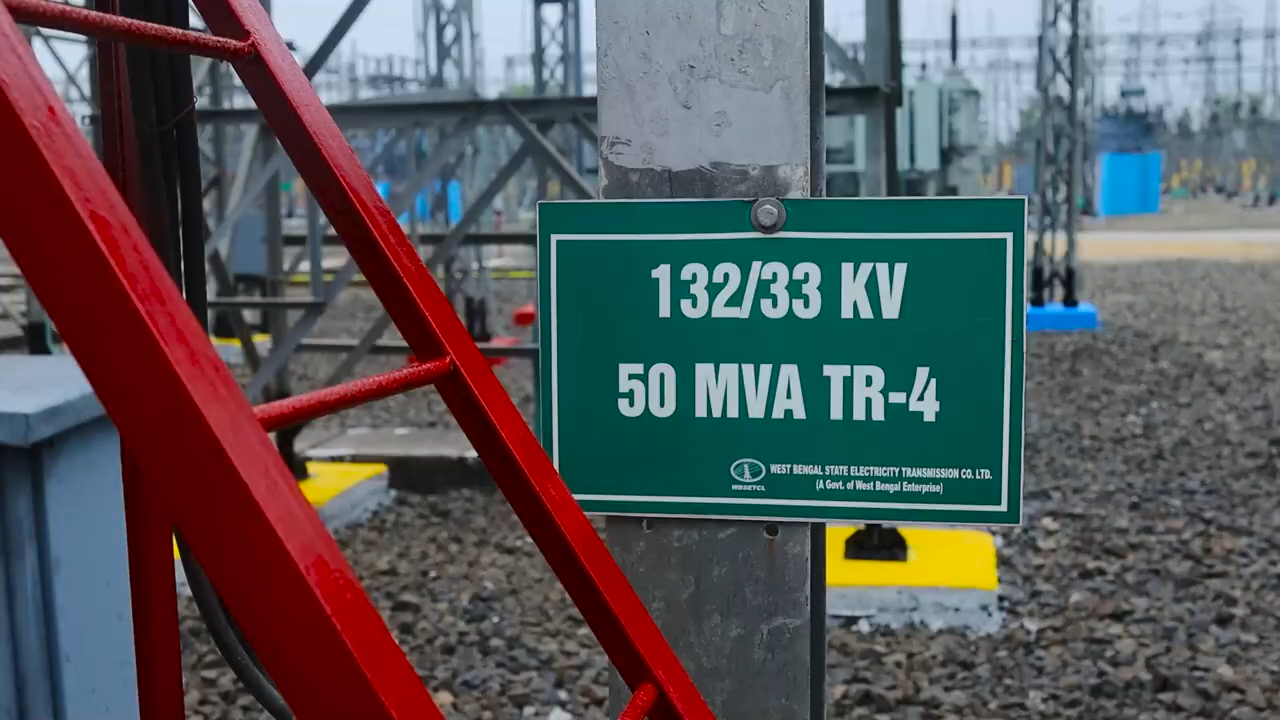 132/33 KV
50 MVA TR-4
WBSETCL
WEST BENGAL STATE ELECTRICITY TRANSMISSION CO. LTD.
(A Govt. of West Bengal Enterprise)